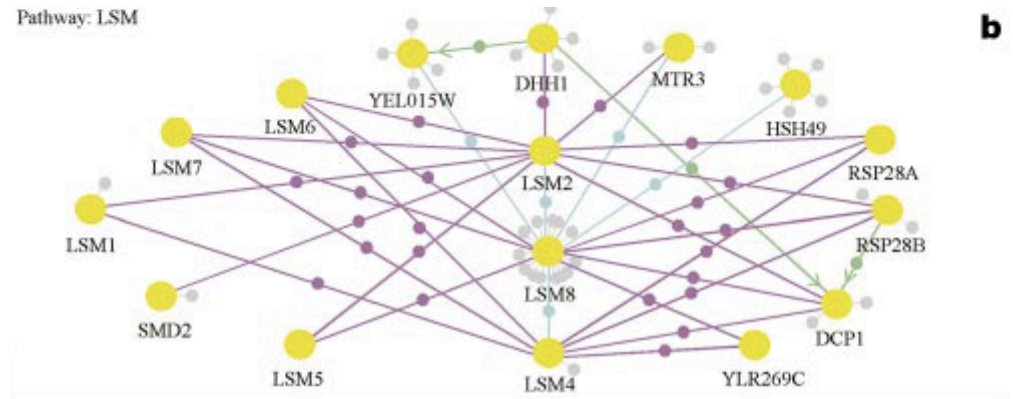 Pathway: LSM
b
YEL015W
DHH1
MTR3
LSM6
HSH49
LSM7
LSM2
RSP28A
LSM1
RSP28B
LSM8
SMD2
DCP1
LSM5
LSM4
YLR269C